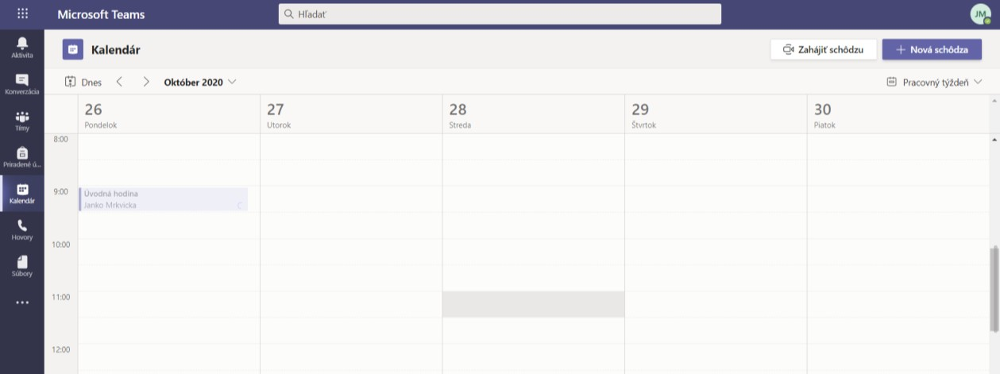 Microsoft Teams
Hľadať
JM
Aktivita
Konverzácia
Tímy
Priradené ú...
Kalendár
Hovory
Súbory
Kalendár
Zahájiť schôdzu
+ Nová schôdza
Dnes
Október 2020
Pracovný týždeň
26
Pondelok
27
Utorok
28
Streda
29
Štvrtok
30
Piatok
8:00
9:00
Úvodná hodina
Janko Mrkvicka
10:00
11:00
12:00